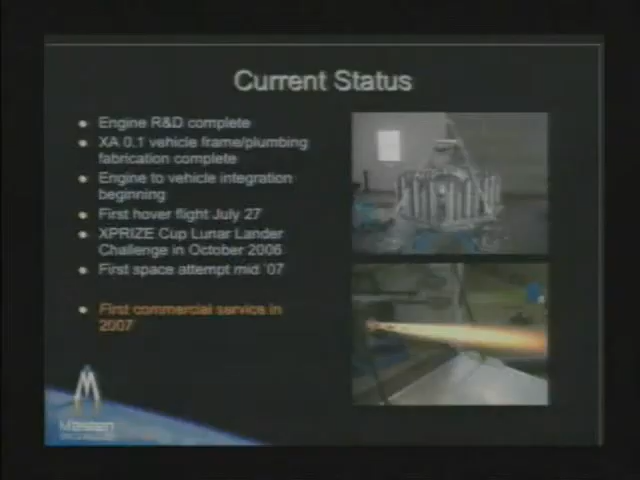 Current Status
Engine R&D complete
XA 0.1 vehicle frame/plumbing
fabrication complete
Engine to vehicle integration
beginning
First hover flight July 27
XPRIZE Cup Lunar Lander
Challenge in October 2006
First space attempt mid '07
First commercial service in
2007
Masten